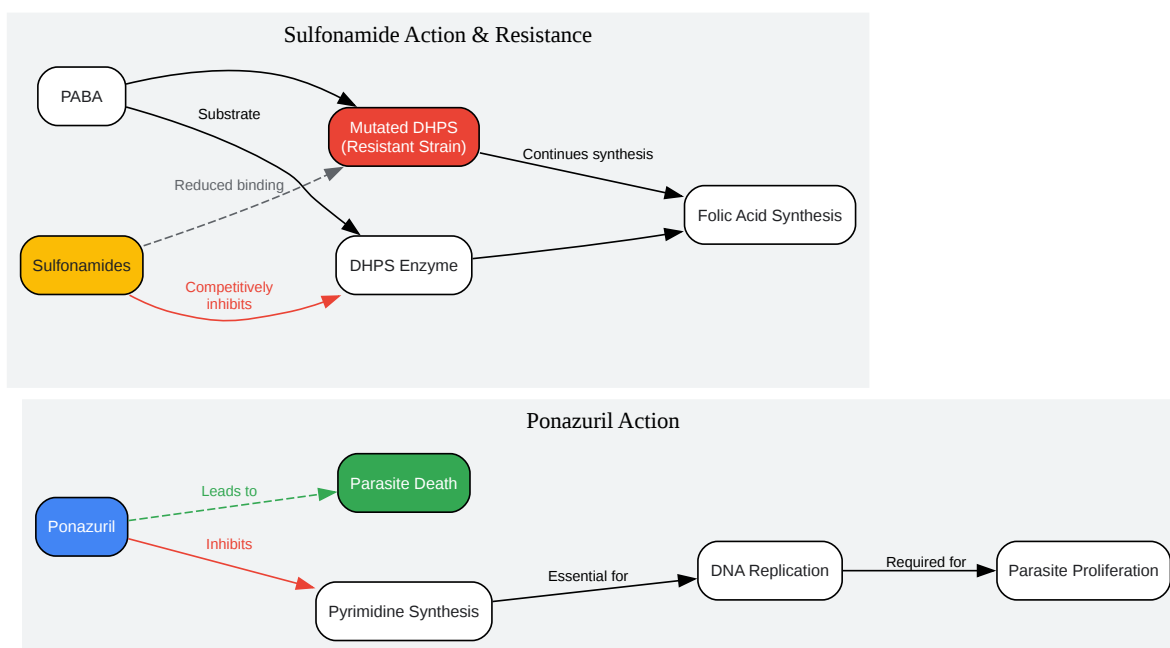 Sulfonamide Action & Resistance
PABA
Substrate
Mutated DHPS
(Resistant Strain)
Continues synthesis
Reduced binding
Folic Acid Synthesis
Sulfonamides
DHPS Enzyme
Competitively
inhibits
Ponazuril Action
Leads to
Parasite Death
Ponazuril
Inhibits
Pyrimidine Synthesis
Essential for
DNA Replication
Required for
Parasite Proliferation